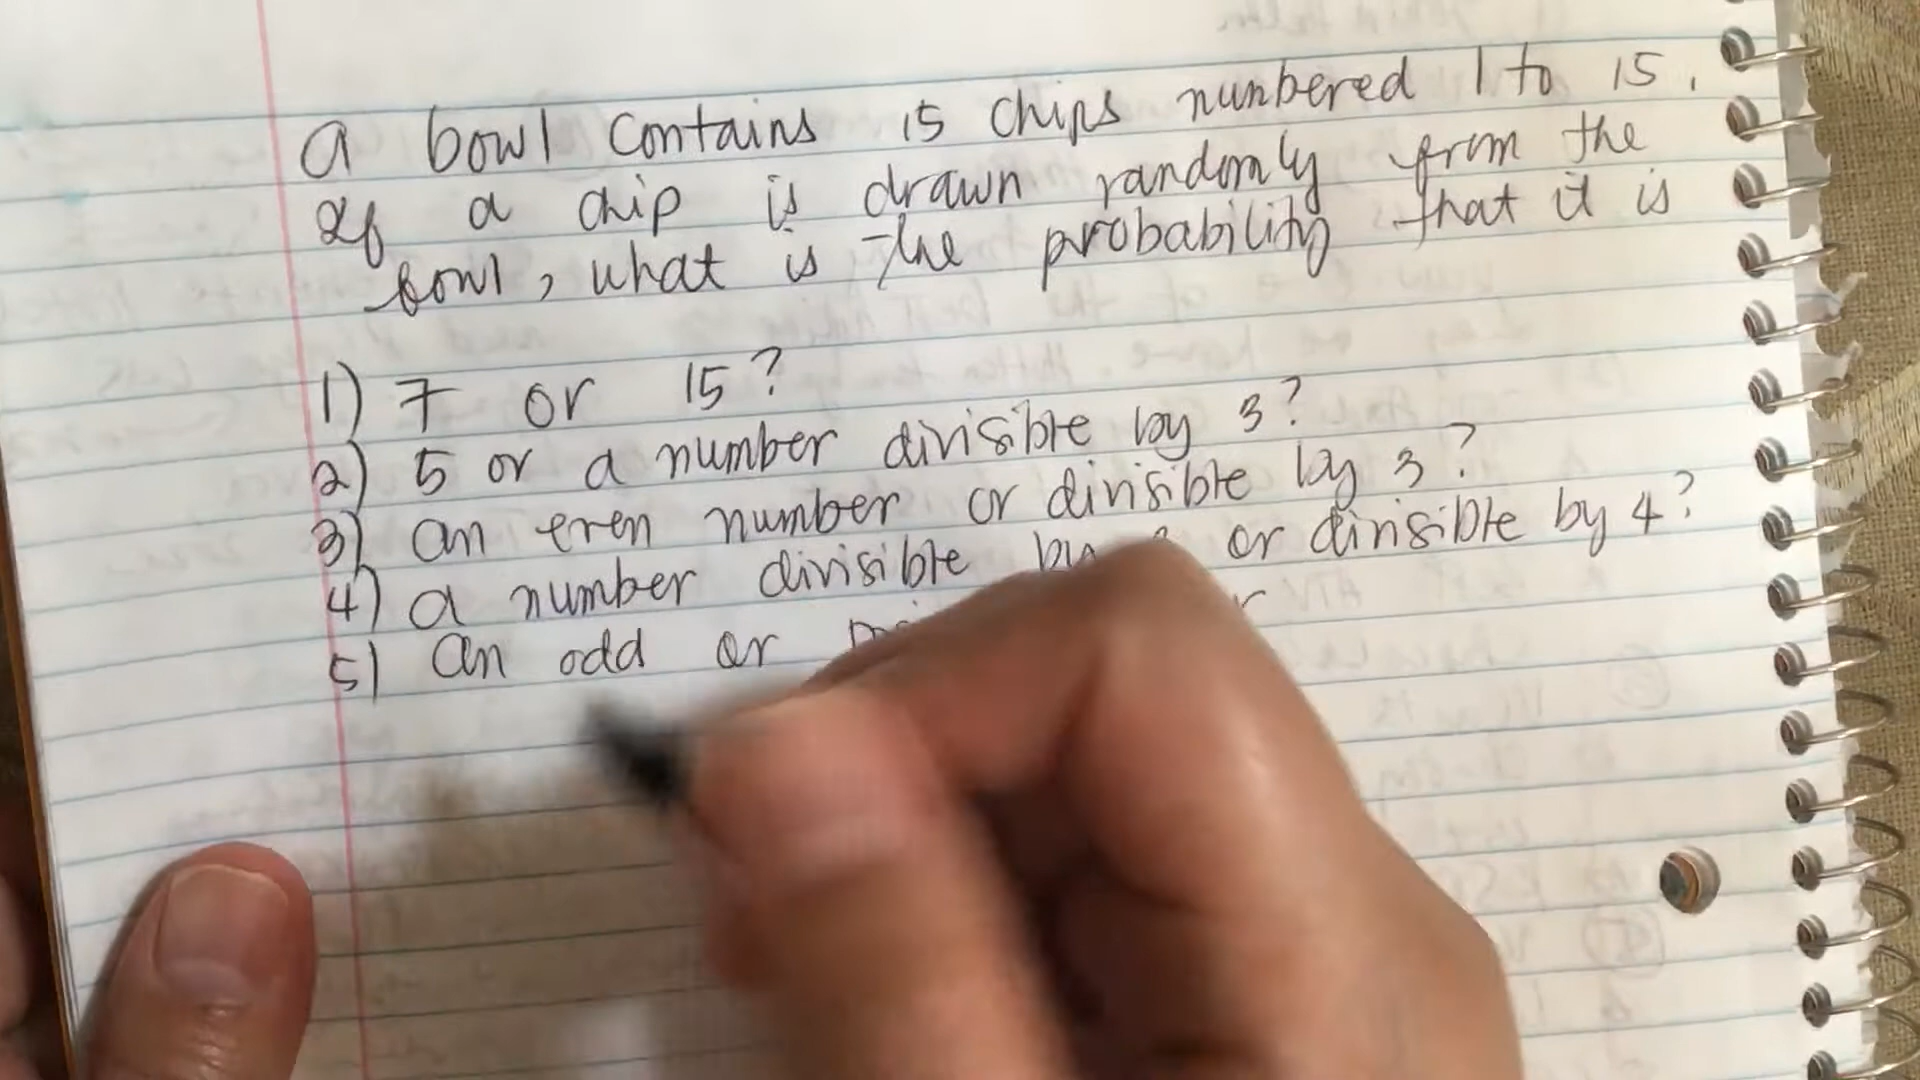 A bowl contains 15 chips numbered 1 to 15.
If a chip is drawn randomly from the
bowl, what is the probability that it is
1) 7 or 15?
2) 5 or a number divisible by 3?
3) an even number or divisible by 3?
4) a number divisible by or divisible by 4?
5) an odd or